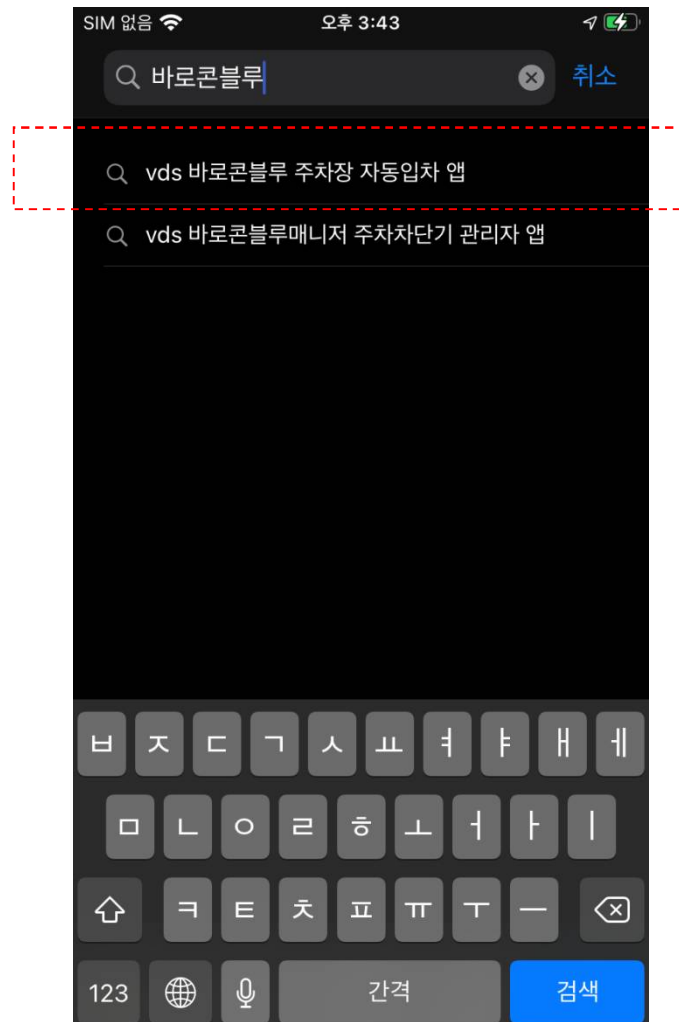 SIM 없음 오후 3:43
바로콘블루 취소
vds 바로콘블루 주차장 자동입차 앱
vds 바로콘블루매니저 주차차단기 관리자 앱
ㅂ ㅈ ㄷ ㄱ ㅅ ㅛ ㅕ ㅑ ㅐ ㅔ
ㅁ ㄴ ㅇ ㄹ ㅎ ㅗ ㅓ ㅏ ㅣ
ㅋ ㅌ ㅊ ㅍ ㅠ ㅜ ㅡ
123 간격 검색